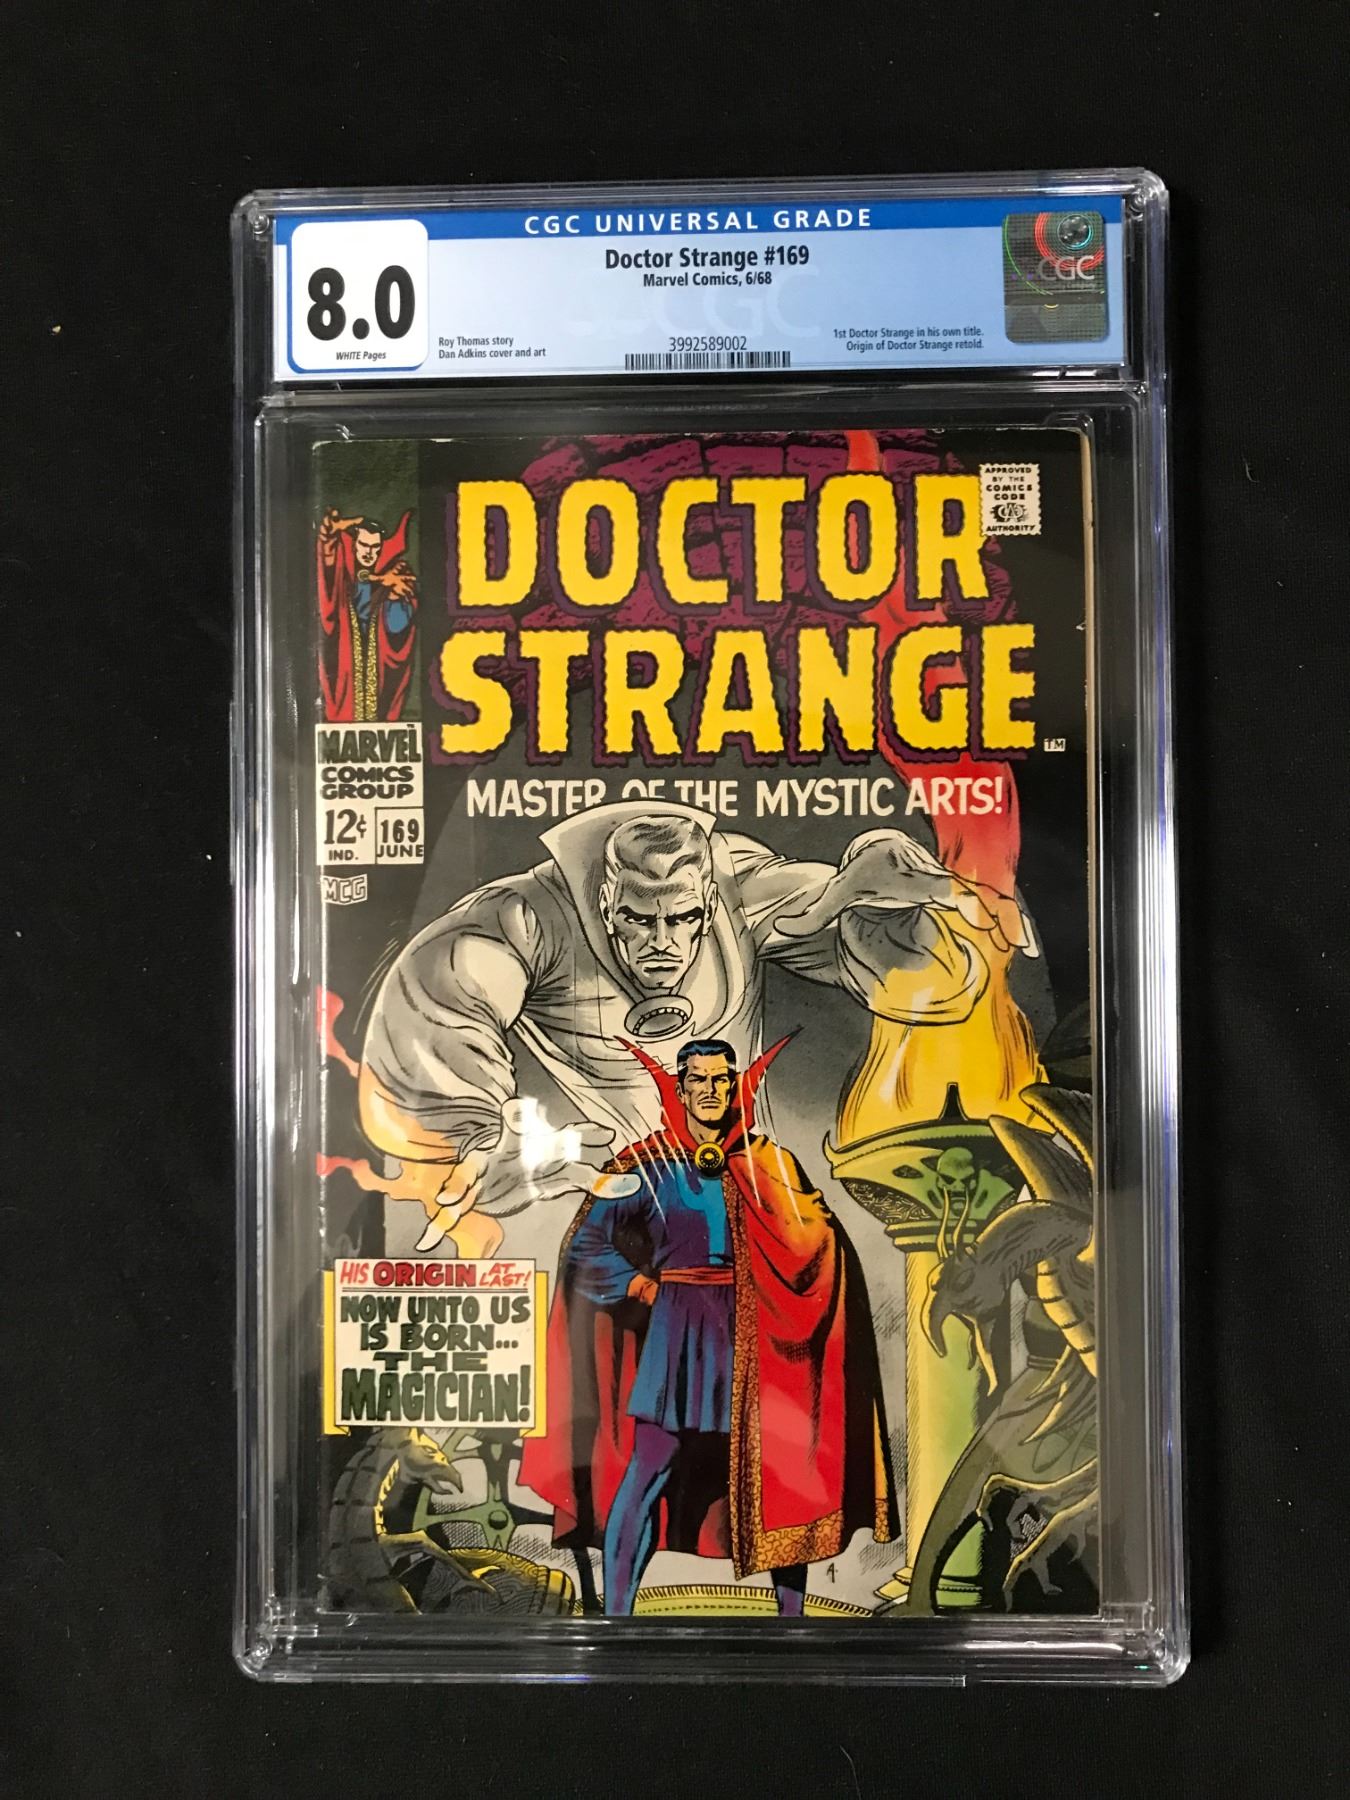 CGC UNIVERSAL GRADE
8.0
WHITE Pages
Doctor Strange #169
Marvel Comics, 6/68
Roy Thomas story
Dan Adkins cover and art
3992589002
1st Doctor Strange in his own title.
Origin of Doctor Strange retold.
CGC
CGC
DOCTOR
STRANGE
TM
MASTER OF THE MYSTIC ARTS!
APPROVED
BY THE
COMICS
CODE
AUTHORITY
MARVEL
COMICS
GROUP
12¢
IND.
169
JUNE
MCG
HIS ORIGIN AT LAST!
NOW UNTO US
IS BORN...
THE
MAGICIAN!